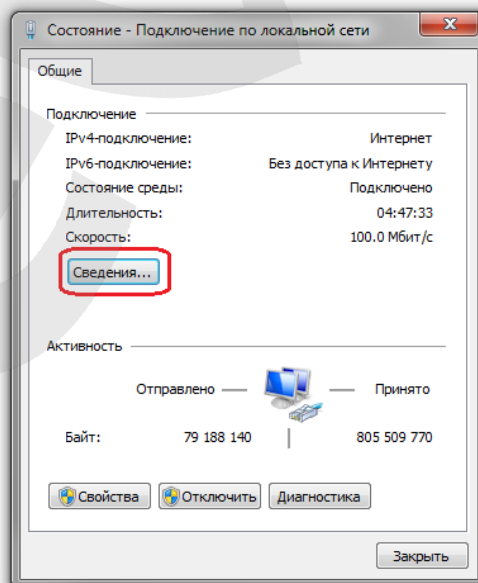 Состояние - Подключение по локальной сети
Общие
Подключение
IPv4-подключение: Интернет
IPv6-подключение: Без доступа к Интернету
Состояние среды: Подключено
Длительность: 04:47:33
Скорость: 100.0 Мбит/с
Сведения...
Активность
Отправлено — Принято
Байт: 79 188 140 805 509 770
Свойства Отключить Диагностика
Закрыть